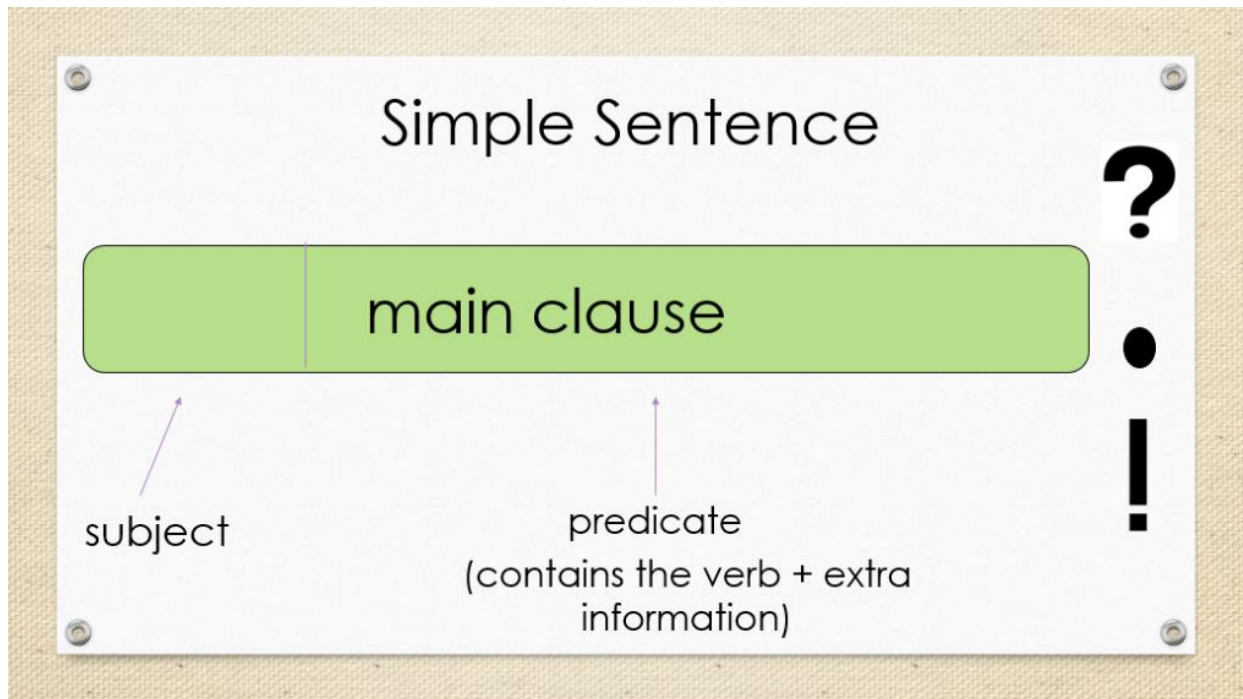 Simple Sentence
?
main clause
.
!
subject
predicate
(contains the verb + extra
information)